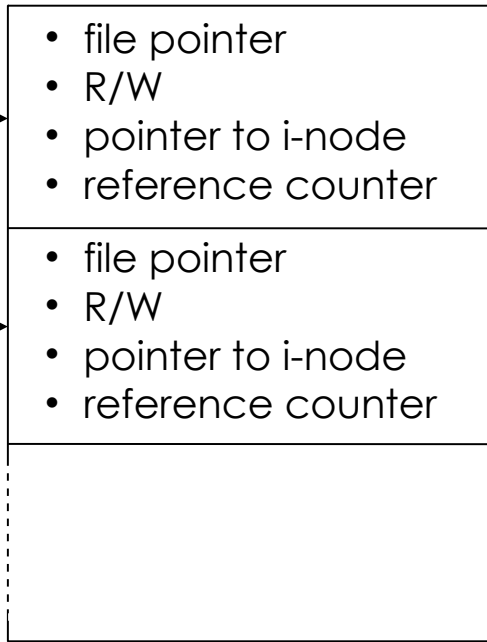 • file pointer
• R/W
• pointer to i-node
• reference counter
• file pointer
• R/W
• pointer to i-node
• reference counter